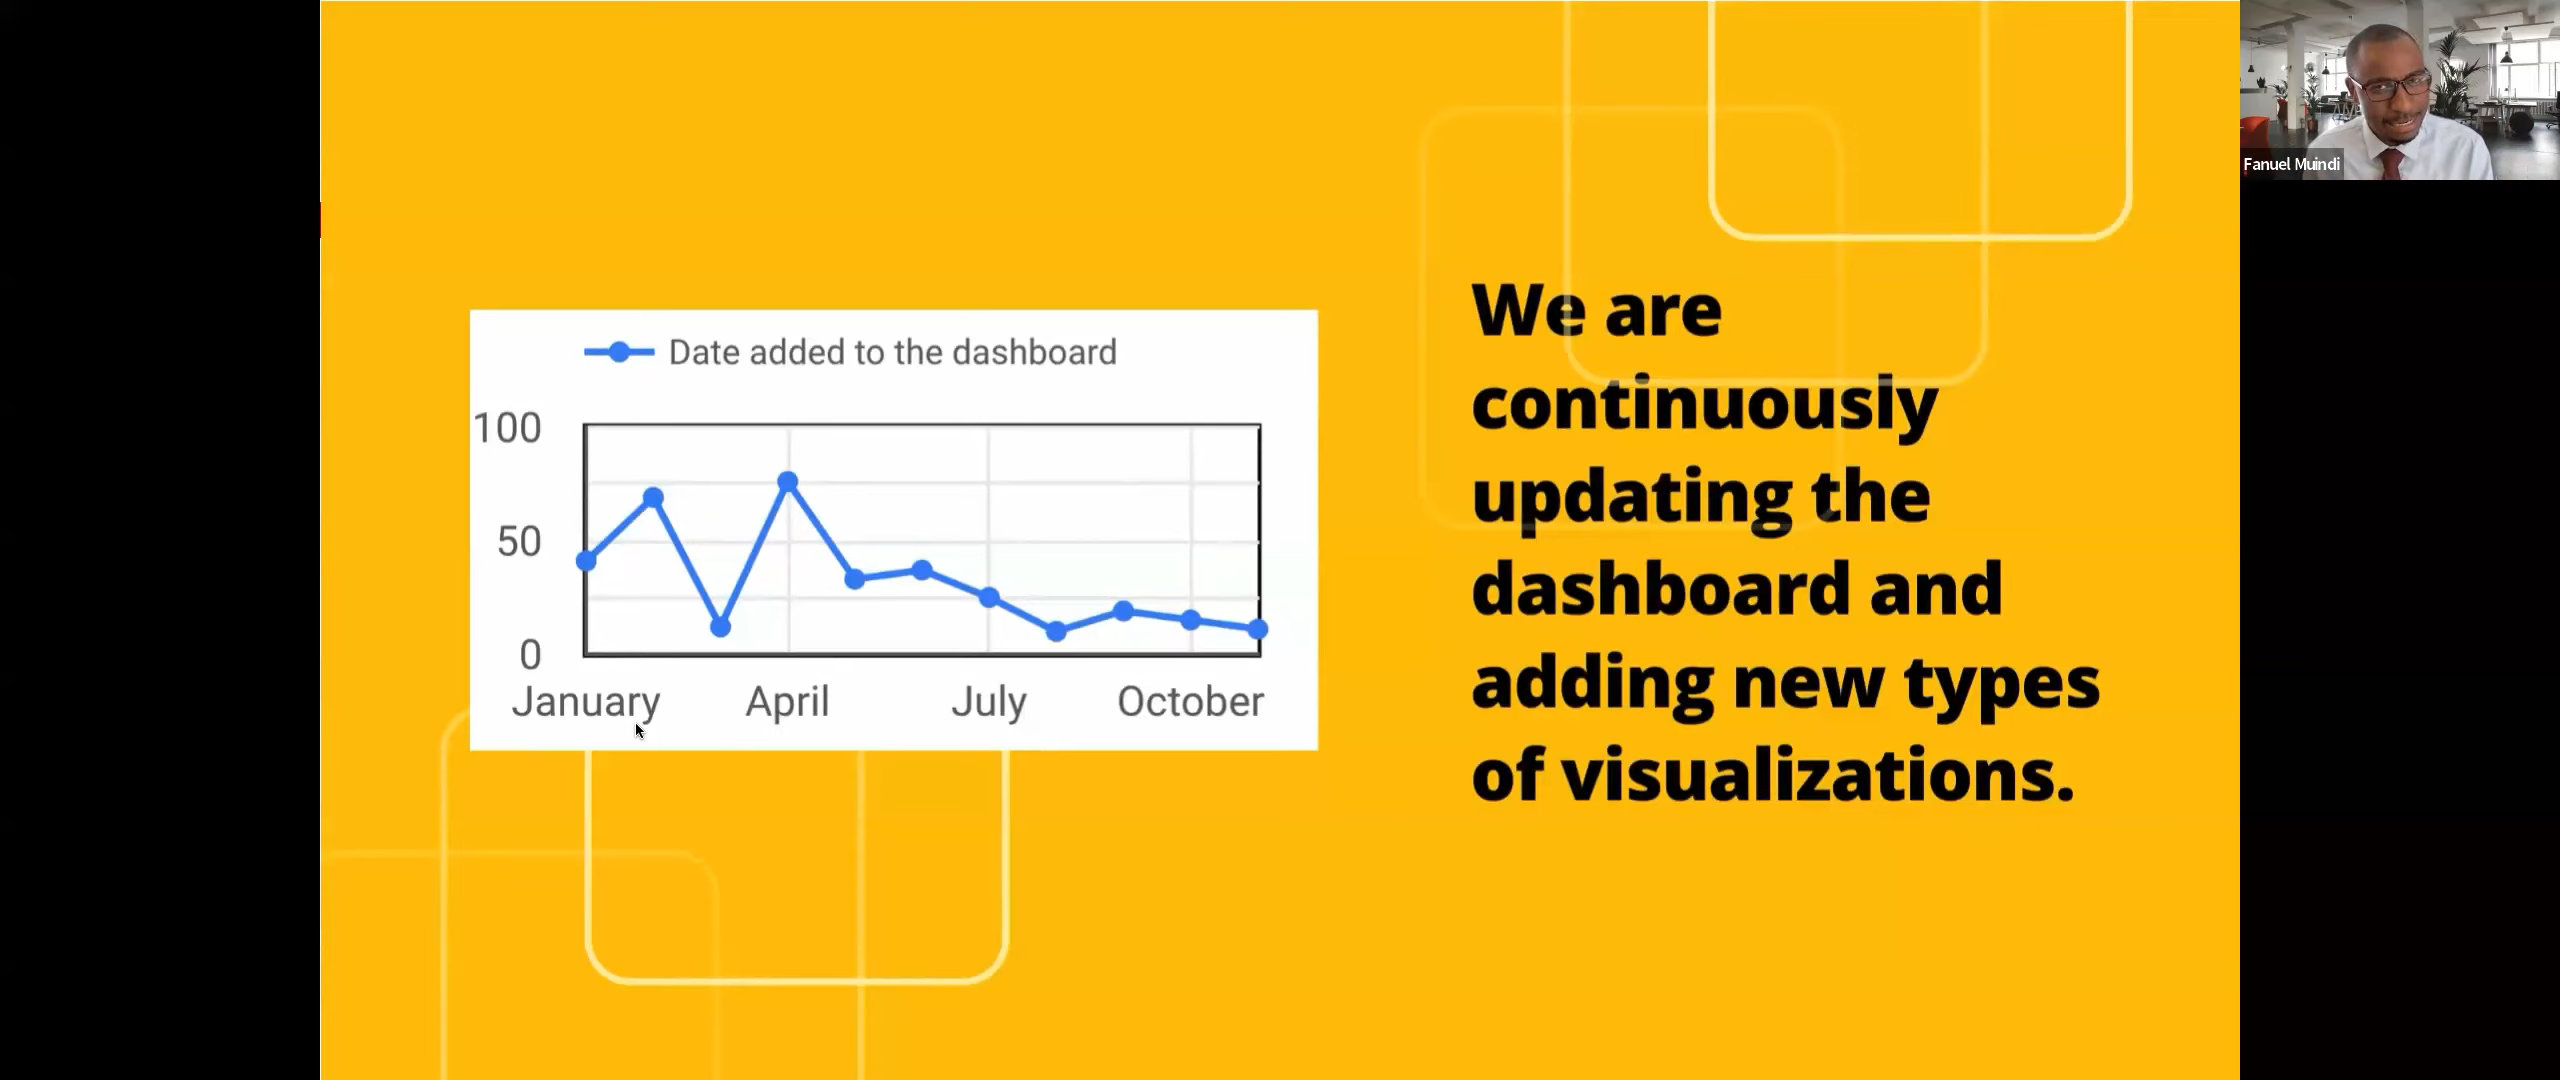 Fanuel Muindi
Date added to the dashboard
100
50
0
January April July October
We are
continuously
updating the
dashboard and
adding new types
of visualizations.